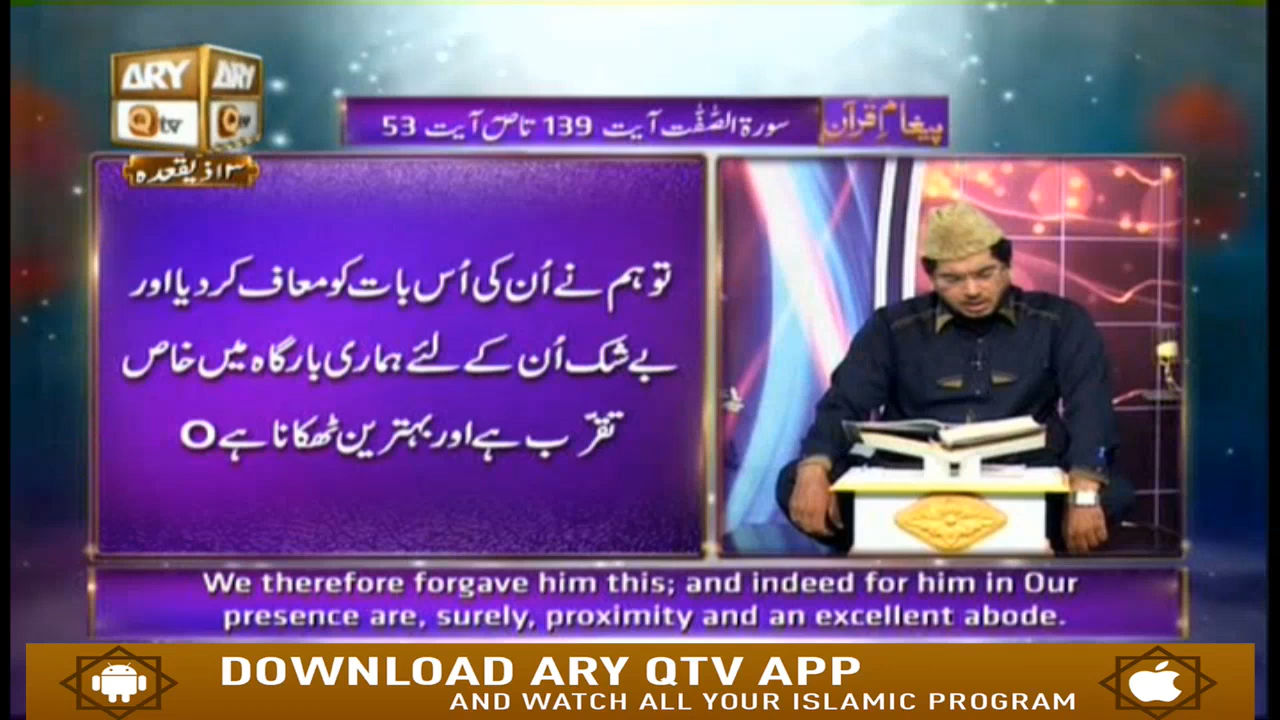 ARY ARY
Qtv Q
۱۳ ذیقعدہ
پیغام قرآن
سورۃ الصّٰفّٰت آیت 139 تا صٓ آیت 53
تو ہم نے اُن کی اُس بات کو معاف کر دیا اور
بے شک اُن کے لئے ہماری بارگاہ میں خاص
تقرّب ہے اور بہترین ٹھکانا ہےO
We therefore forgave him this; and indeed for him in Our
presence are, surely, proximity and an excellent abode.
DOWNLOAD ARY QTV APP
AND WATCH ALL YOUR ISLAMIC PROGRAM